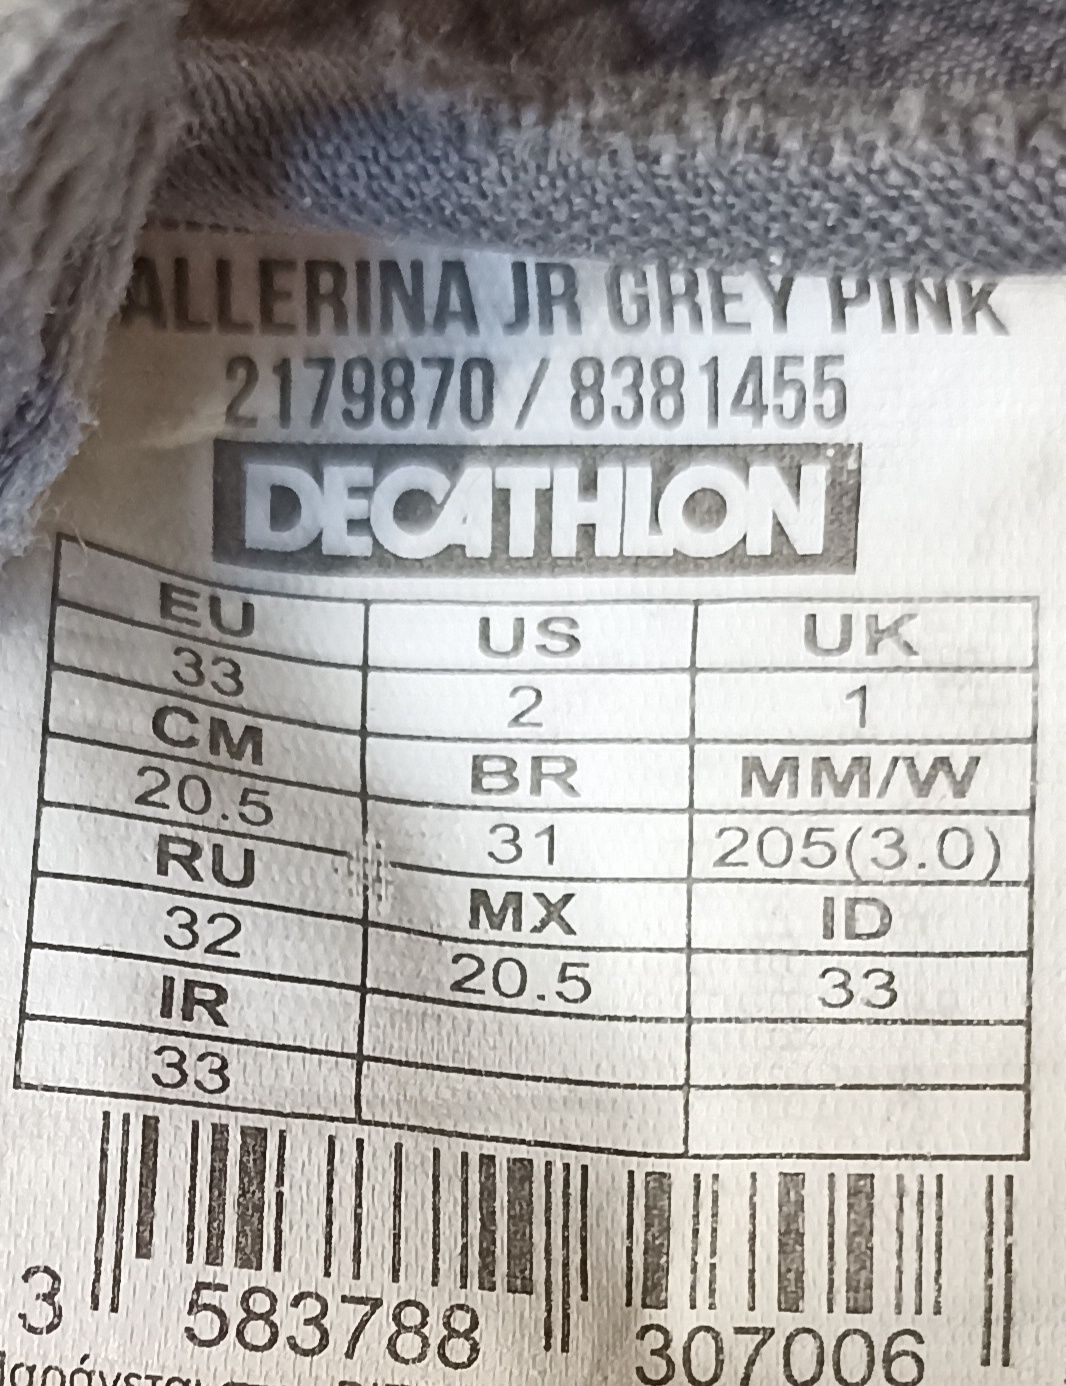 ALLERINA JR GREY PINK
2179870 / 8381455
DECATHLON
EU US UK
33 2 1
CM BR MM/W
20.5 31 205(3.0)
RU MX ID
32 20.5 33
IR
33
3 583788 307006